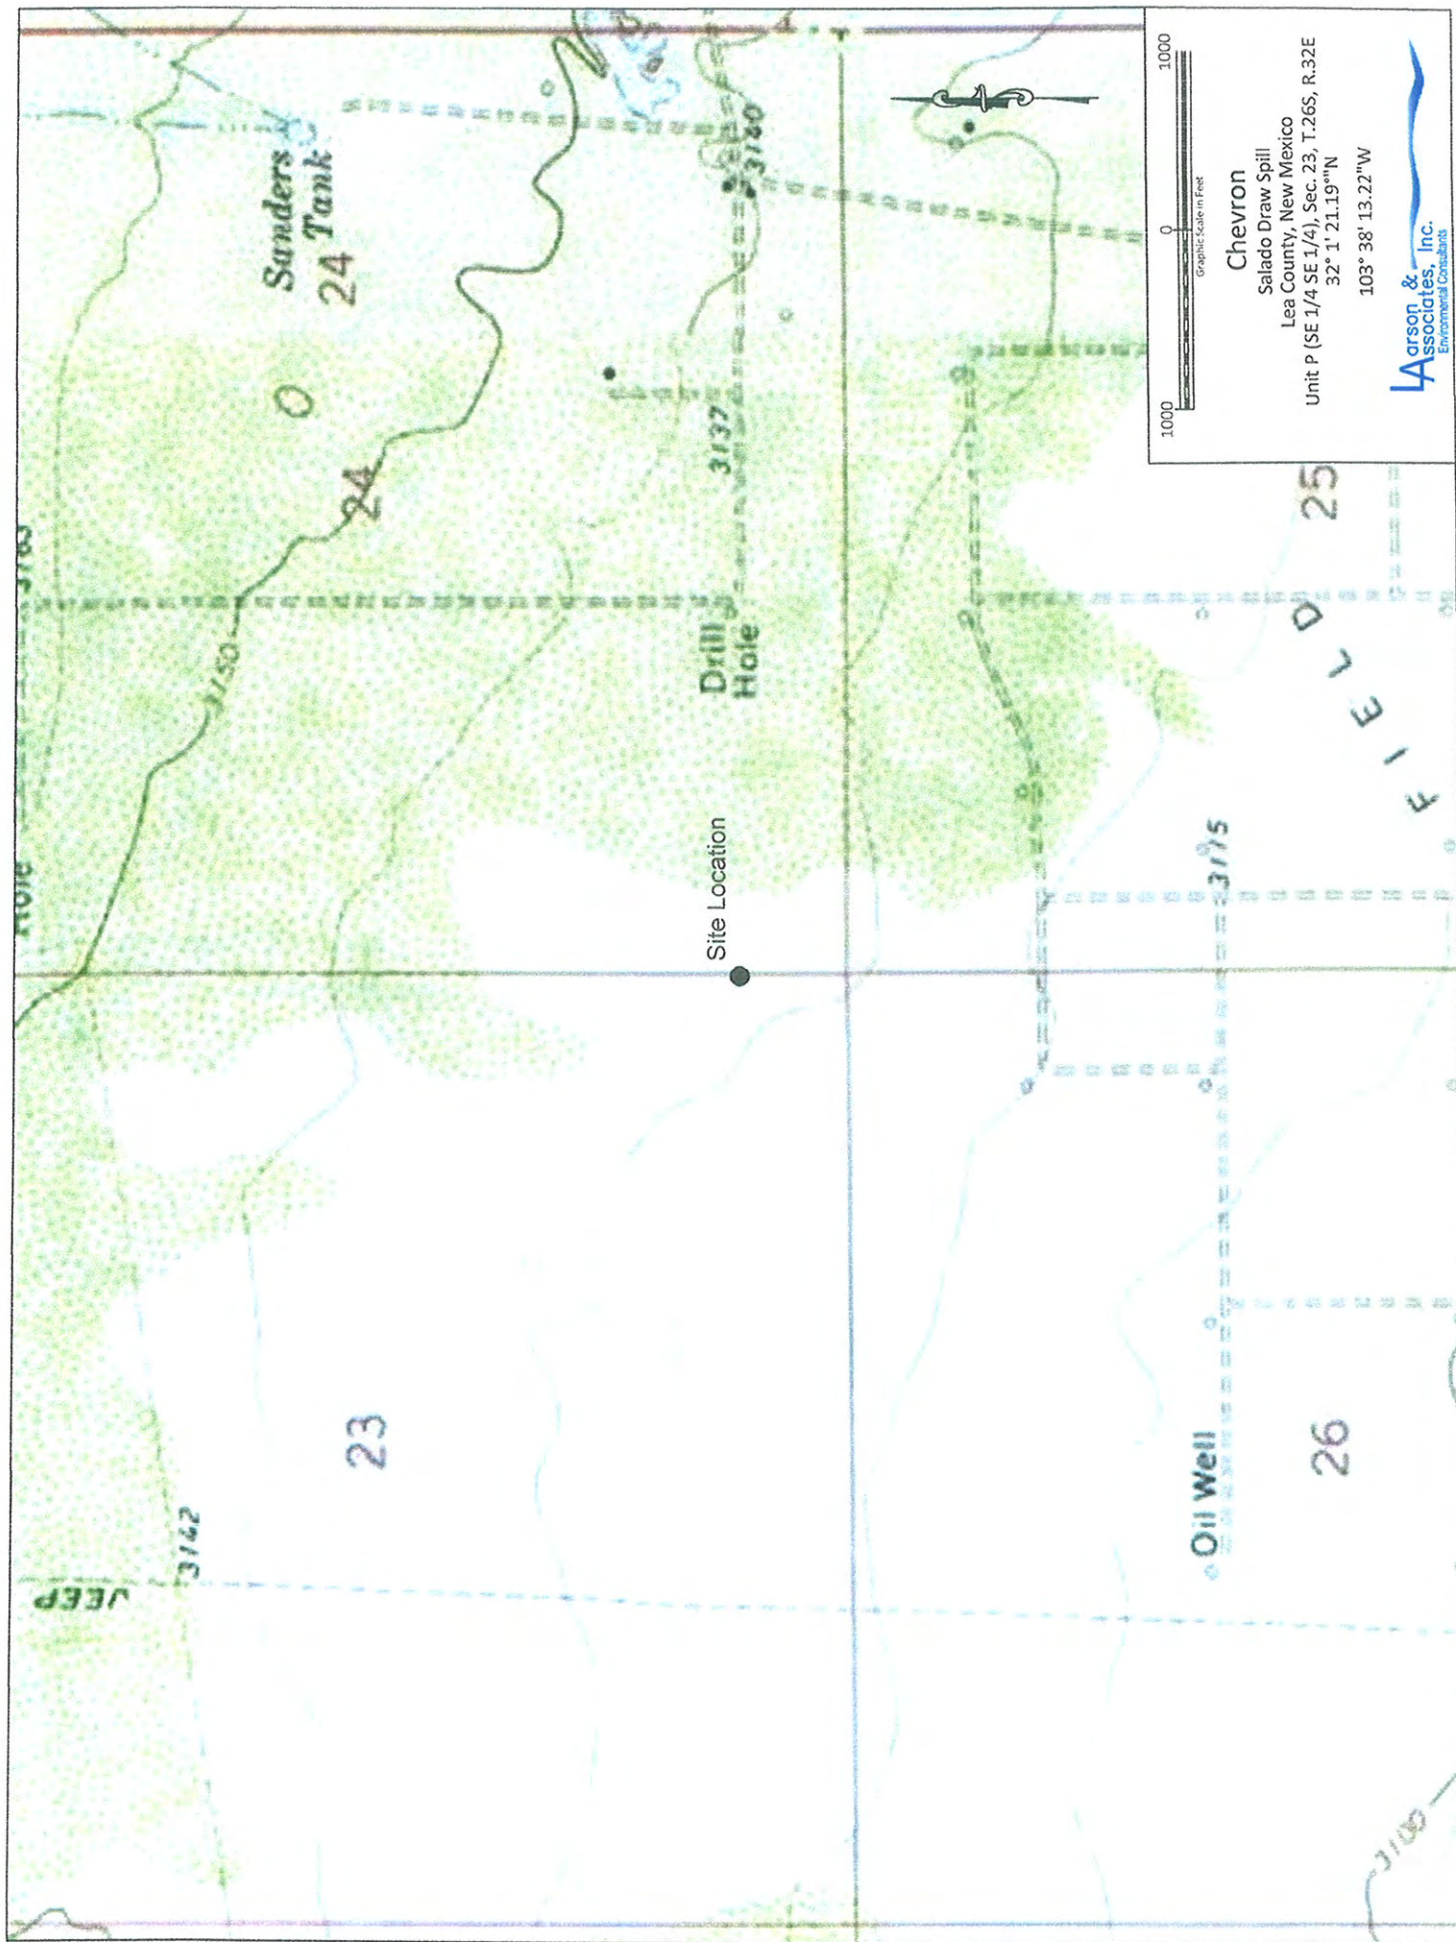 JEEP
3142
23
3150
24
Sanders
Tank
24
3137
3140
Drill
Hole
Site Location
3175
Oil Well
26
FIELD
25
3100
1000
0
1000
Graphic Scale in Feet
Chevron
Salado Draw Spill
Lea County, New Mexico
Unit P (SE 1/4 SE 1/4), Sec. 23, T.26S, R.32E
32° 1' 21.19""N
103° 38' 13.22"W
Larson &
Associates, Inc.
Environmental Consultants